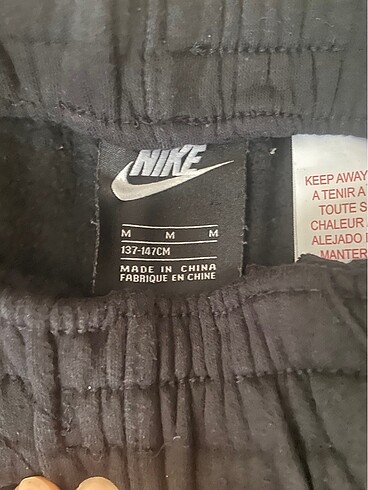 NIKE
M M M
137-147CM
MADE IN CHINA
FABRIQUE EN CHINE
KEEP AWAY
A TENIR A
TOUTE S
CHALEUR
ALEJADO
MANTER